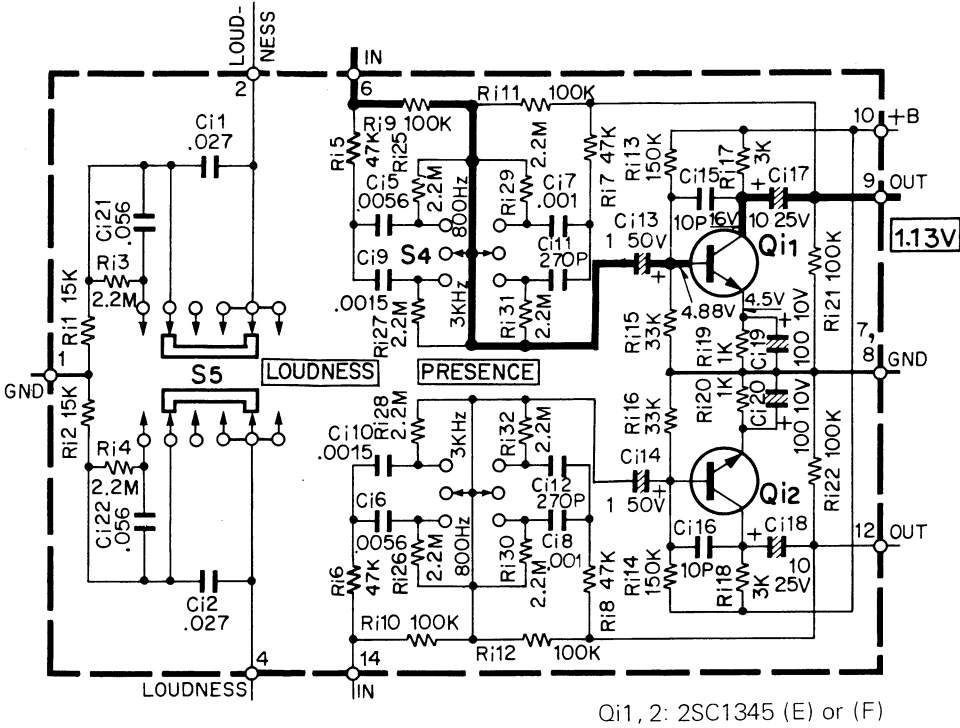 LOUD-
NESS
IN
2
6
Ri11
100K
10
+B
Ci1
.027
Ri9
100K
Ri5
47K
Ri25
2.2M
2.2M
Ri7
47K
Ri13
150K
Ri17
3K
Ci15
10P
+
Ci17
10 25V
9
OUT
Ci21
.056
Ci5
.0056
800Hz
Ri29
Ci7
.001
16V
Qi1
1.13V
Ri3
2.2M
Ci9
.0015
S4
Ci11
270P
Ci13
1
50V
+
4.88V
4.5V
Ri1
15K
Ri27
2.2M
3KHz
Ri31
2.2M
Ri15
33K
Ri19
1K
Ci19
100 10V
+
Ri21
100K
7,
8
GND
1
GND
S5
LOUDNESS
PRESENCE
Ri2
15K
Ri4
2.2M
Ci22
.056
Ci10
.0015
Ri28
2.2M
3KHz
Ri32
2.2M
Ci12
270P
Ci14
1
50V
+
Ri16
33K
Ri20
1K
Ci20
100 10V
+
Ri22
100K
Qi2
Ci6
.0056
Ri26
2.2M
800Hz
Ri30
2.2M
Ci8
.001
Ci16
10P
+
Ci18
10
25V
12
OUT
Ri6
47K
Ri8
47K
Ri14
150K
Ri18
3K
Ci2
.027
Ri10
100K
Ri12
100K
4
LOUDNESS
14
IN
Qi1, 2: 2SC1345 (E) or (F)